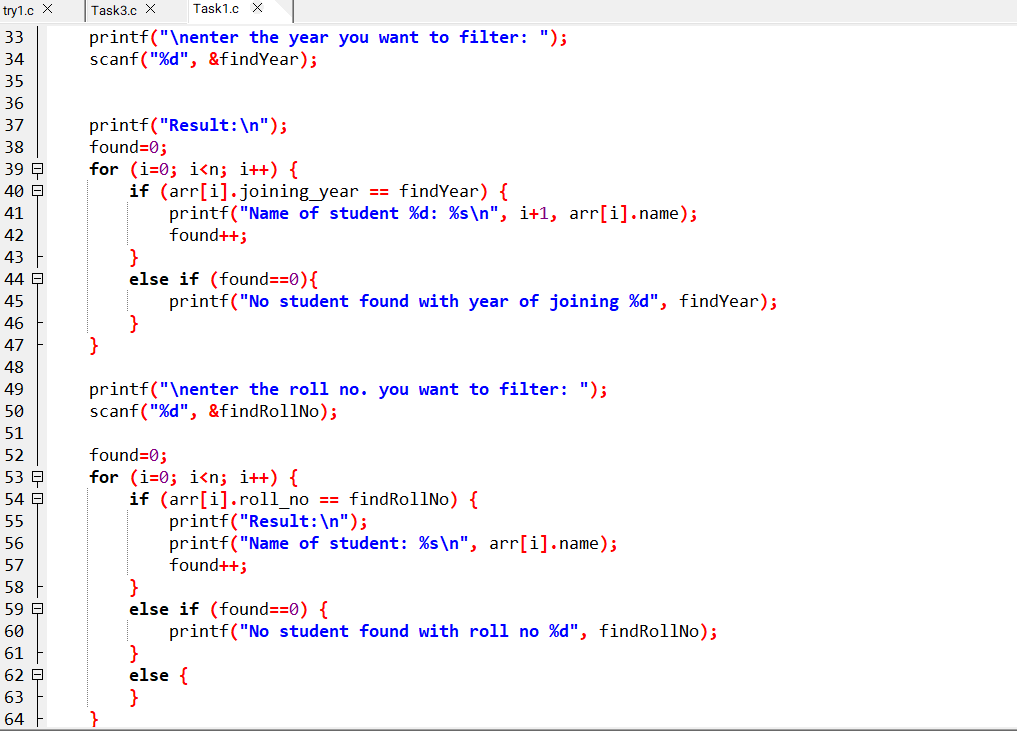 try1.c × Task3.c × Task1.c ×
33 printf("\nenter the year you want to filter: ");
34 scanf("%d", &findYear);
35
36
37 printf("Result:\n");
38 found=0;
39 for (i=0; i<n; i++) {
40 if (arr[i].joining_year == findYear) {
41 printf("Name of student %d: %s\n", i+1, arr[i].name);
42 found++;
43 }
44 else if (found==0){
45 printf("No student found with year of joining %d", findYear);
46 }
47 }
48
49 printf("\nenter the roll no. you want to filter: ");
50 scanf("%d", &findRollNo);
51
52 found=0;
53 for (i=0; i<n; i++) {
54 if (arr[i].roll_no == findRollNo) {
55 printf("Result:\n");
56 printf("Name of student: %s\n", arr[i].name);
57 found++;
58 }
59 else if (found==0) {
60 printf("No student found with roll no %d", findRollNo);
61 }
62 else {
63 }
64 }